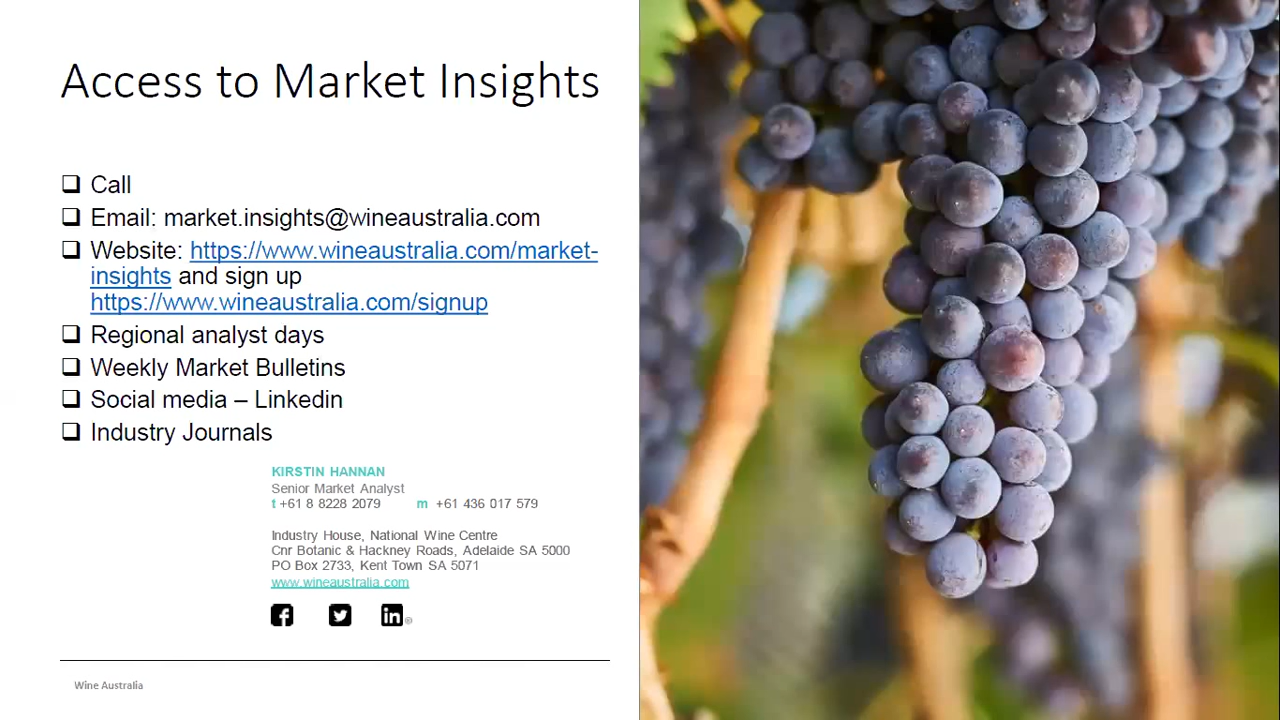 Access to Market Insights
❑ Call
❑ Email: market.insights@wineaustralia.com
❑ Website: https://www.wineaustralia.com/market-
insights and sign up
https://www.wineaustralia.com/signup
❑ Regional analyst days
❑ Weekly Market Bulletins
❑ Social media – Linkedin
❑ Industry Journals
KIRSTIN HANNAN
Senior Market Analyst
t +61 8 8228 2079 m +61 436 017 579
Industry House, National Wine Centre
Cnr Botanic & Hackney Roads, Adelaide SA 5000
PO Box 2733, Kent Town SA 5071
www.wineaustralia.com
in®
Wine Australia